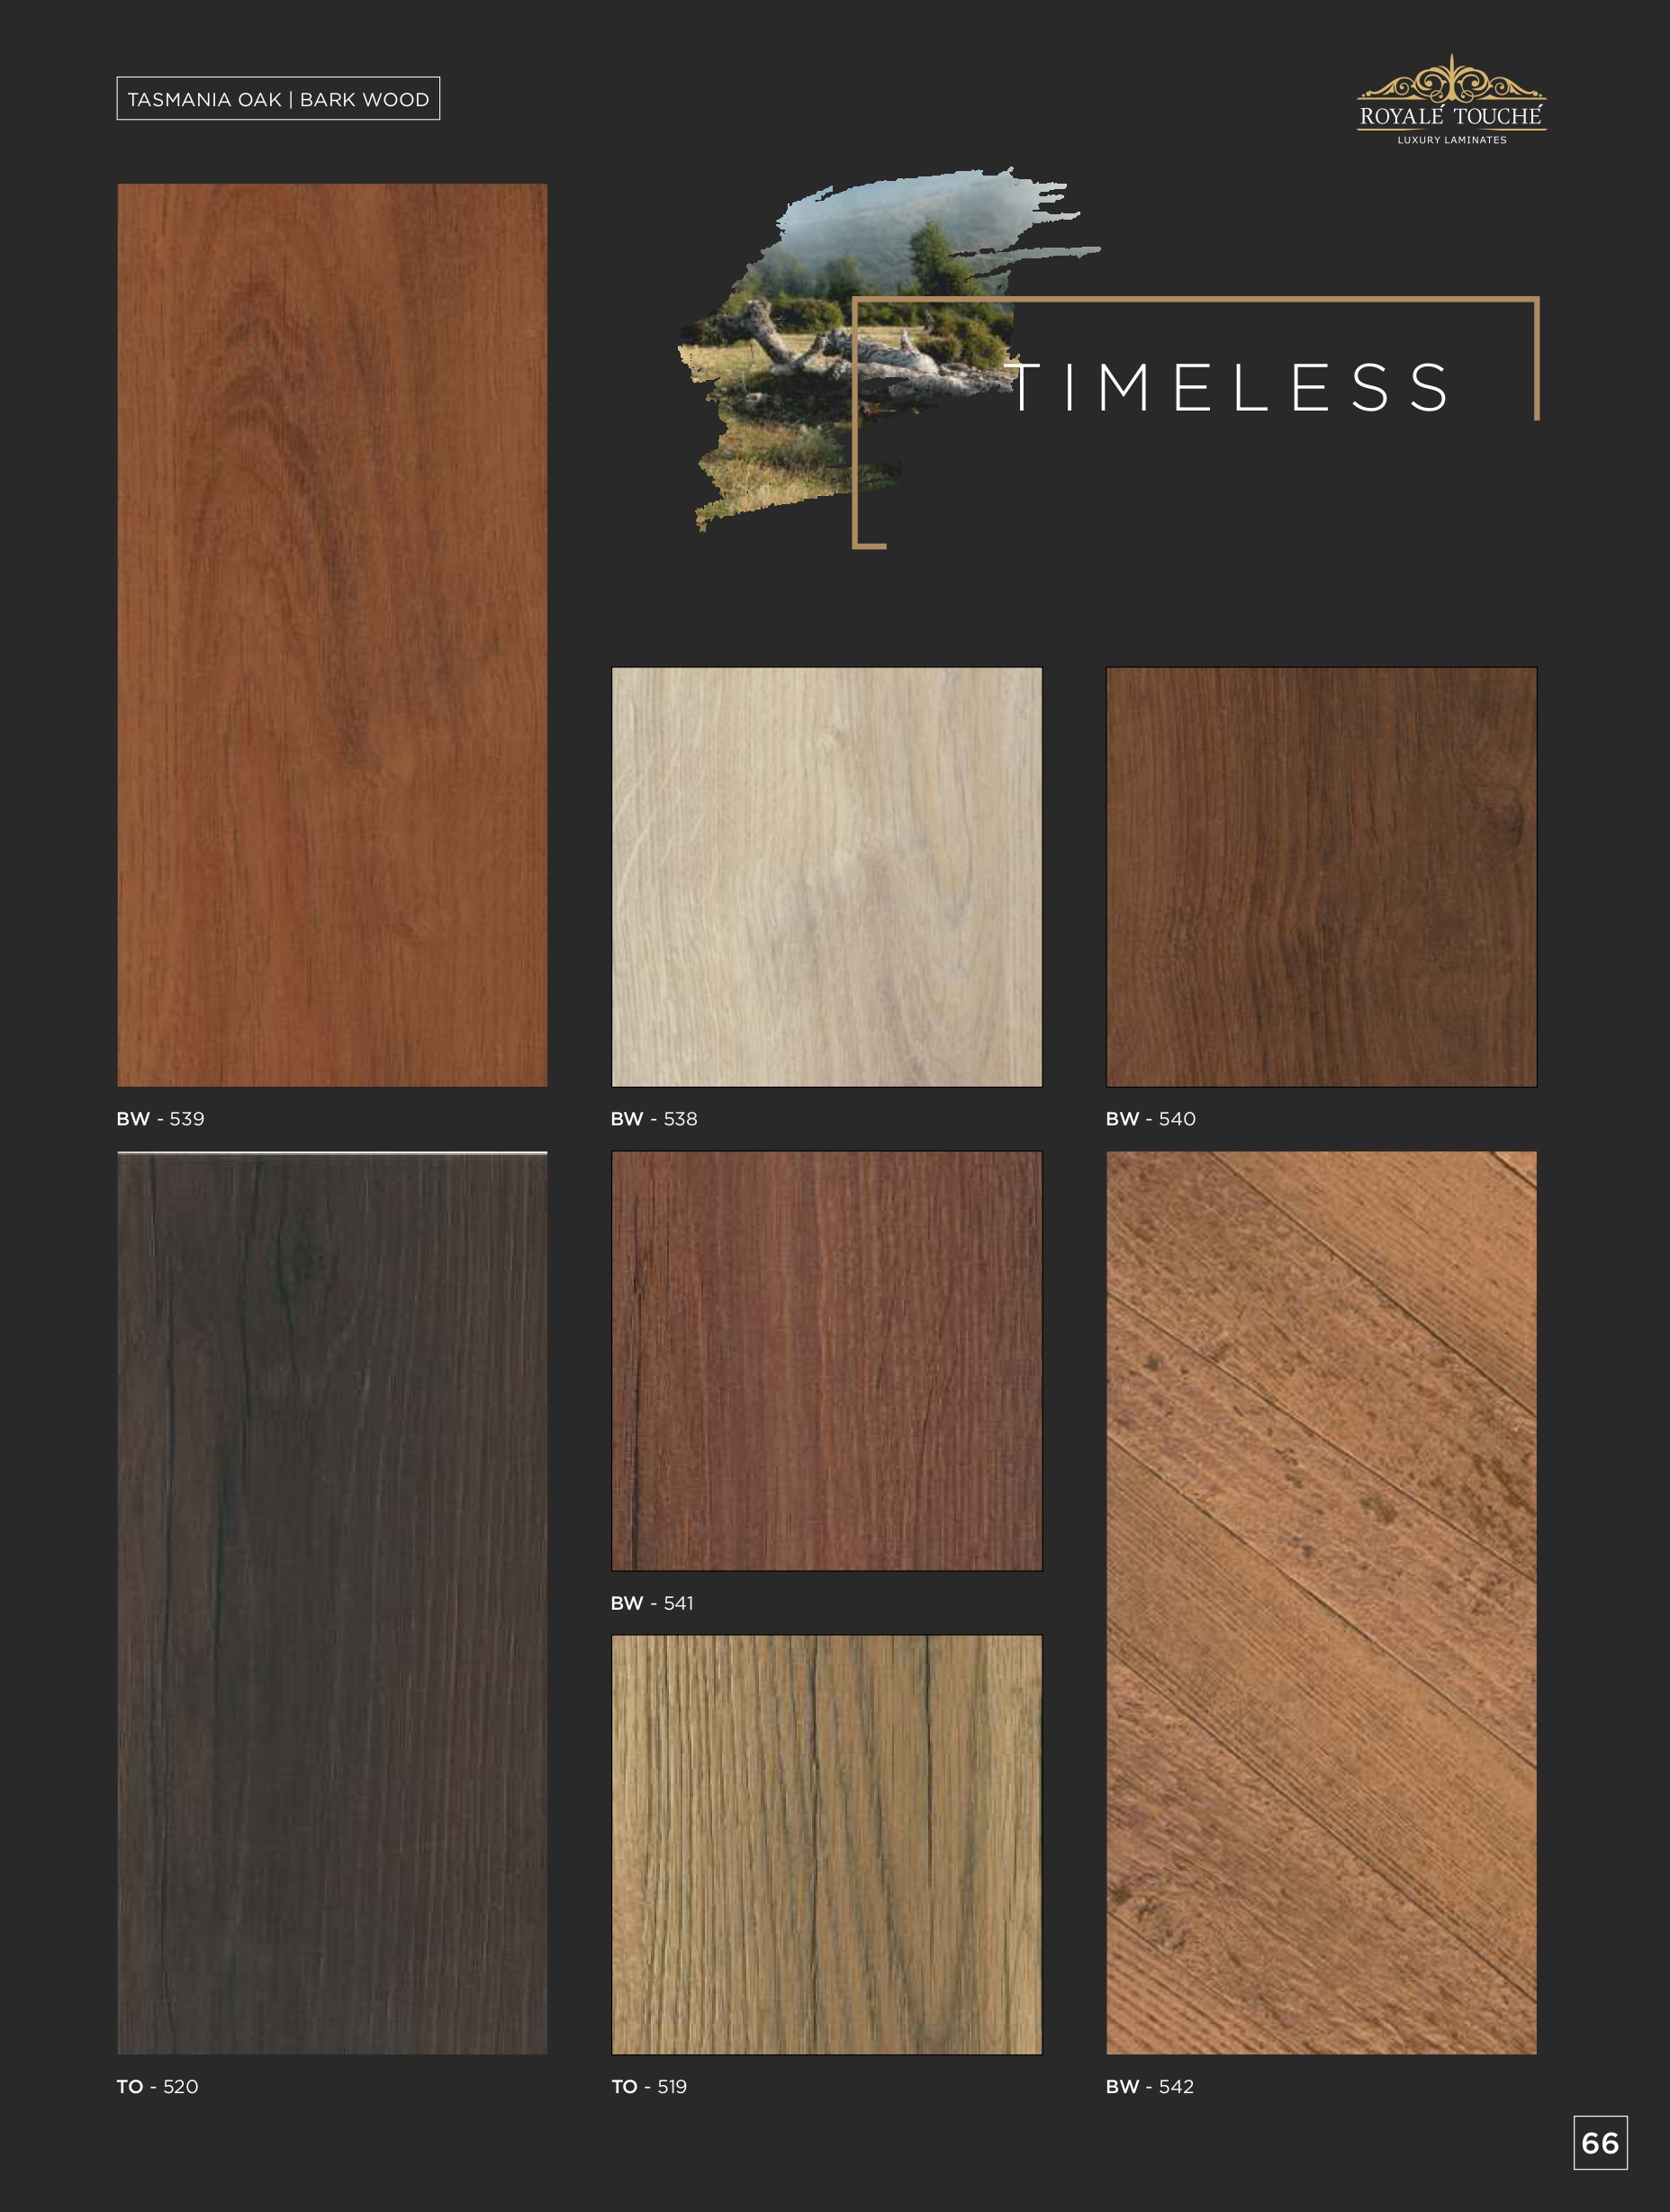 TASMANIA OAK | BARK WOOD
ROYALÉ TOUCHÉ
LUXURY LAMINATES
TIMELESS
BW - 539
BW - 538
BW - 540
BW - 541
TO - 520
TO - 519
BW - 542
66